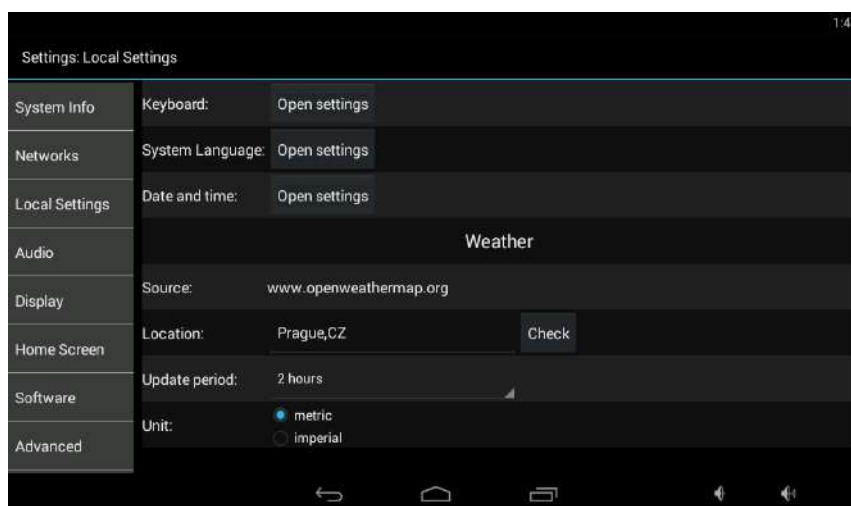 1:4
Settings: Local Settings
System Info
Networks
Local Settings
Audio
Display
Home Screen
Software
Advanced
Keyboard: Open settings
System Language: Open settings
Date and time: Open settings
Weather
Source: www.openweathermap.org
Location: Prague,CZ Check
Update period: 2 hours
Unit: metric
imperial